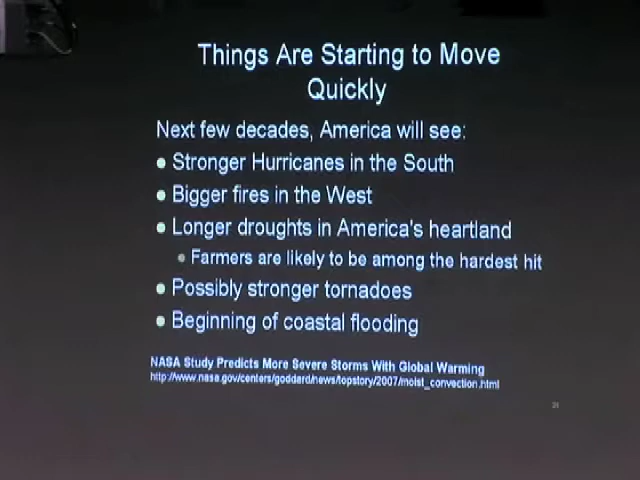 Things Are Starting to Move
Quickly
Next few decades, America will see:
● Stronger Hurricanes in the South
● Bigger fires in the West
● Longer droughts in America's heartland
● Farmers are likely to be among the hardest hit
● Possibly stronger tornadoes
● Beginning of coastal flooding
NASA Study Predicts More Severe Storms With Global Warming
http://www.nasa.gov/centers/goddard/news/topstory/2007/moist_convection.html